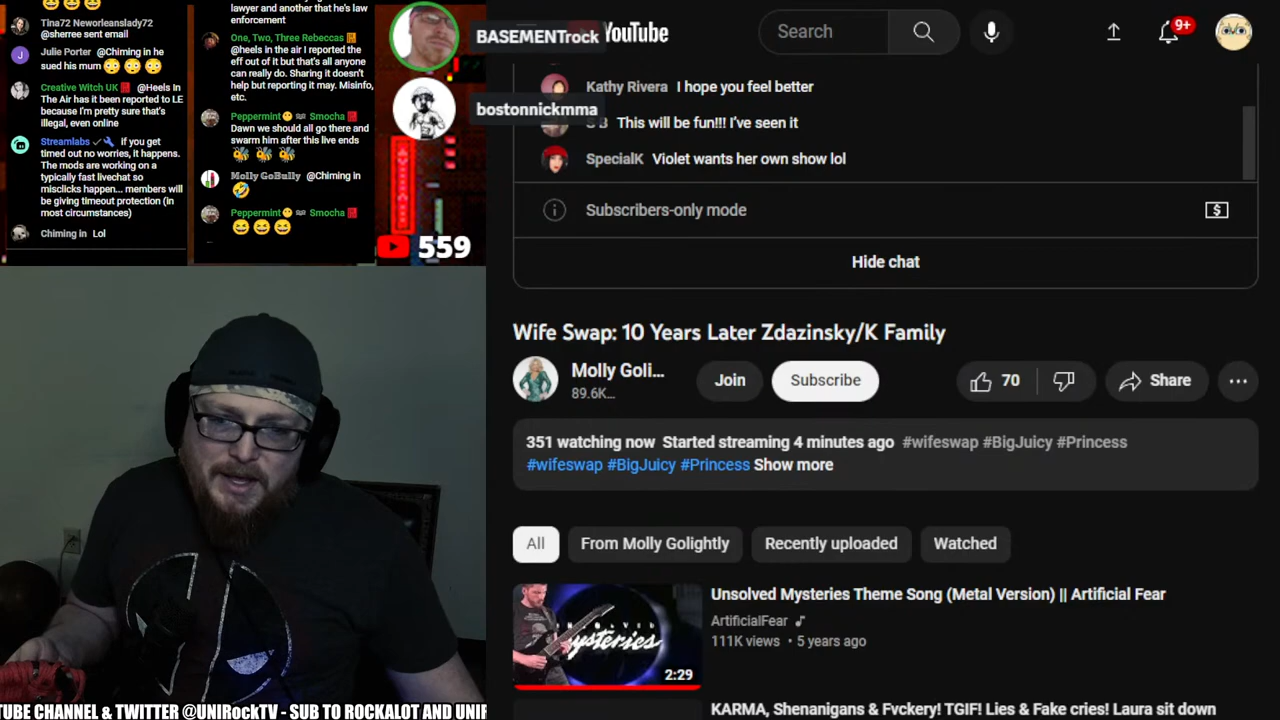 Tina72 Neworleanslady72
@sherree sent email
Julie Porter @Chiming in he
sued his mum
Creative Witch UK @Heels In
The Air has it been reported to LE
because I'm pretty sure that's
illegal, even online
Streamlabs If you get
timed out no worries, it happens.
The mods are working on a
typically fast livechat so
misclicks happen... members will
be giving timeout protection (in
most circumstances)
Chiming in Lol
lawyer and another that he's law
enforcement
One, Two, Three Rebeccas
@heels in the air I reported the
eff out of it but that's all anyone
can really do. Sharing it doesn't
help but reporting it may. Misinfo,
etc.
Peppermint Smocha
Dawn we should all go there and
swarm him after this live ends
Molly GoBully @Chiming in
Peppermint Smocha
BASEMENTrock
bostonnickmma
559
YouTube
Search
9+
Kathy Rivera I hope you feel better
B This will be fun!!! I've seen it
SpecialK Violet wants her own show lol
Subscribers-only mode
Hide chat
Wife Swap: 10 Years Later Zdazinsky/K Family
Molly Goli...
89.6K...
Join
Subscribe
70
Share
351 watching now Started streaming 4 minutes ago #wifeswap #BigJuicy #Princess
#wifeswap #BigJuicy #Princess Show more
All
From Molly Golightly
Recently uploaded
Watched
Unsolved Mysteries Theme Song (Metal Version) || Artificial Fear
ArtificialFear
111K views • 5 years ago
2:29
KARMA, Shenanigans & Fvckery! TGIF! Lies & Fake cries! Laura sit down
TUBE CHANNEL & TWITTER @UNIRockTV - SUB TO ROCKALOT AND UNIR